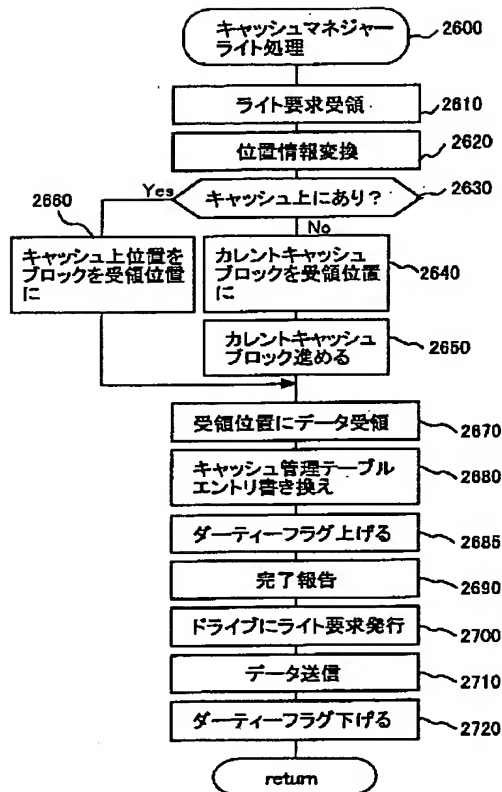 キャッシュマネジャー
ライト処理
2600
ライト要求受領
2610
位置情報変換
2620
キャッシュ上にあり？
2630
Yes
No
2660
キャッシュ上位置を
ブロックを受領位置
に
カレントキャッシュ
ブロックを受領位置
に
2640
カレントキャッシュ
ブロック進める
2650
受領位置にデータ受領
2670
キャッシュ管理テーブル
エントリ書き換え
2680
ダーティーフラグ上げる
2685
完了報告
2690
ドライブにライト要求発行
2700
データ送信
2710
ダーティーフラグ下げる
2720
return